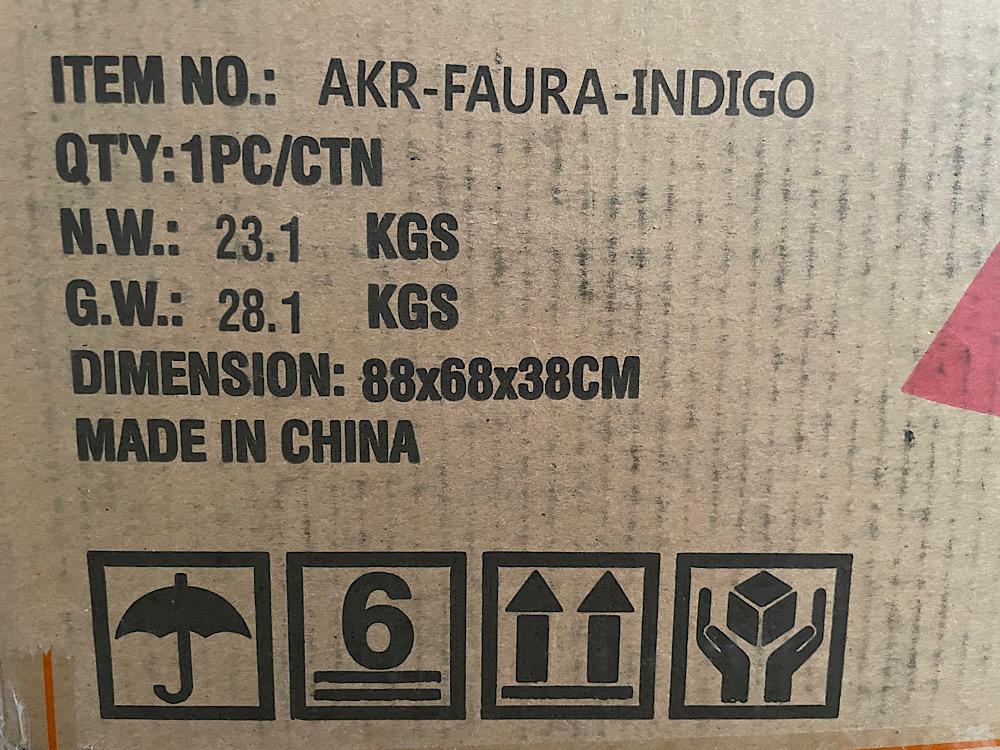 ITEM NO.: AKR-FAURA-INDIGO
QT'Y:1PC/CTN
N.W.: 23.1 KGS
G.W.: 28.1 KGS
DIMENSION: 88x68x38CM
MADE IN CHINA
6